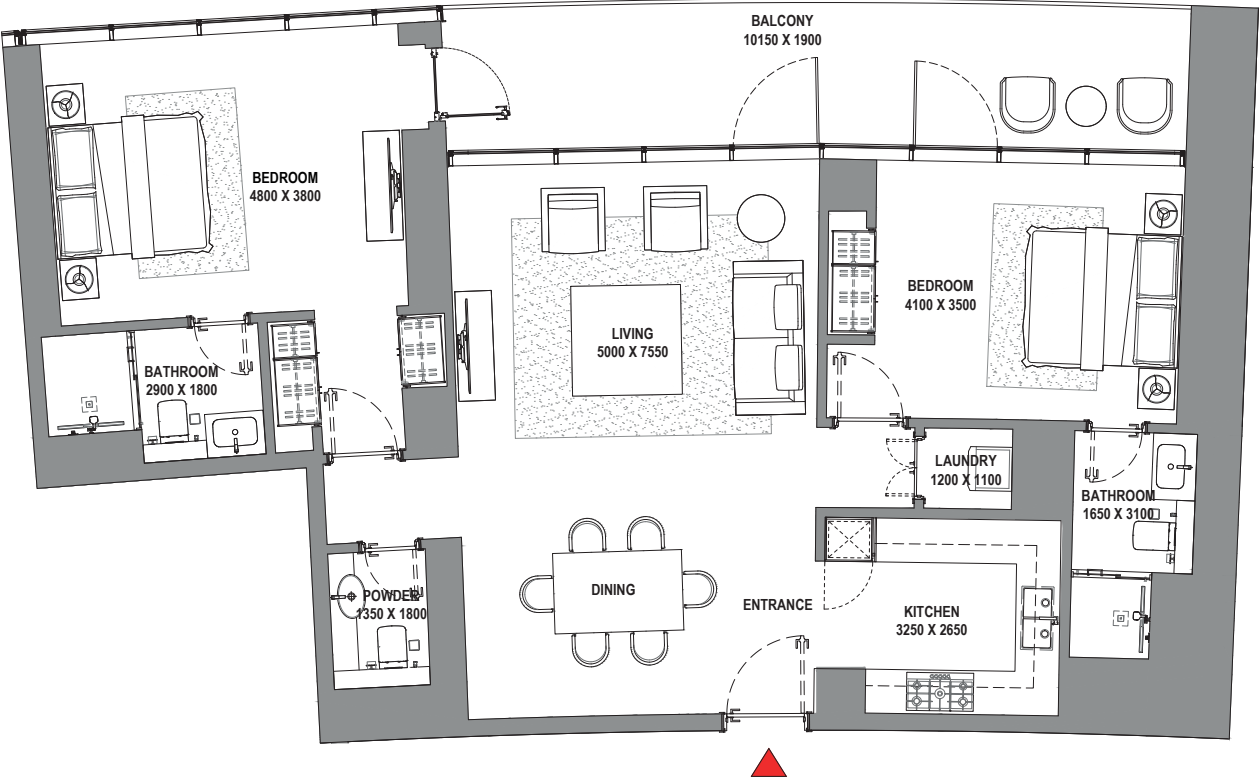 BALCONY
10150 X 1900
BEDROOM
4800 X 3800
BEDROOM
4100 X 3500
LIVING
5000 X 7550
BATHROOM
2900 X 1800
LAUNDRY
1200 X 1100
BATHROOM
1650 X 3100
DINING
ENTRANCE
POWDER
1350 X 1800
KITCHEN
3250 X 2650